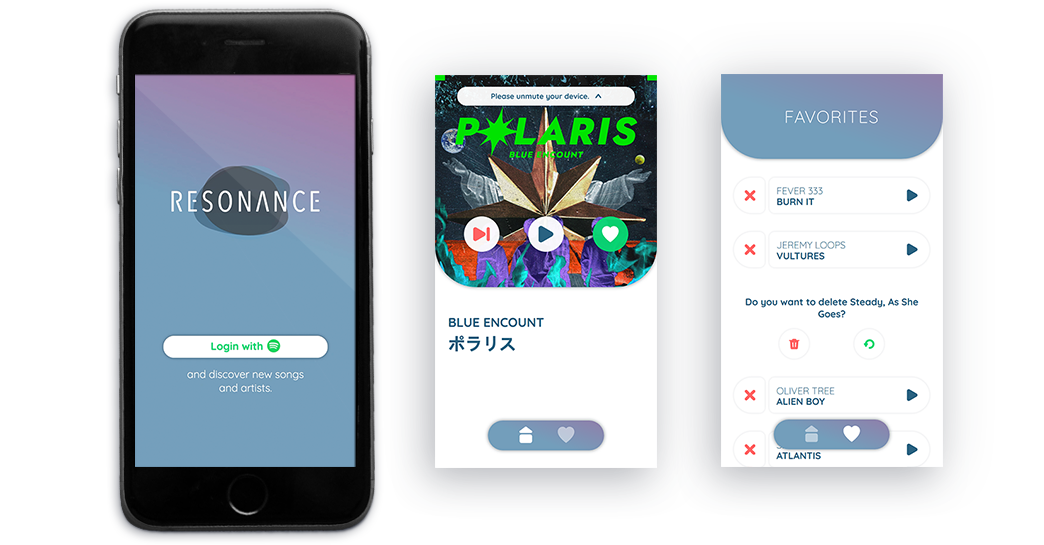 RESONANCE
Login with
and discover new songs
and artists.
Please unmute your device.
POLARIS
BLUE ENCOUNT
BLUE ENCOUNT
ポラリス
FAVORITES
FEVER 333
BURN IT
JEREMY LOOPS
VULTURES
Do you want to delete Steady, As She
Goes?
OLIVER TREE
ALIEN BOY
ATLANTIS